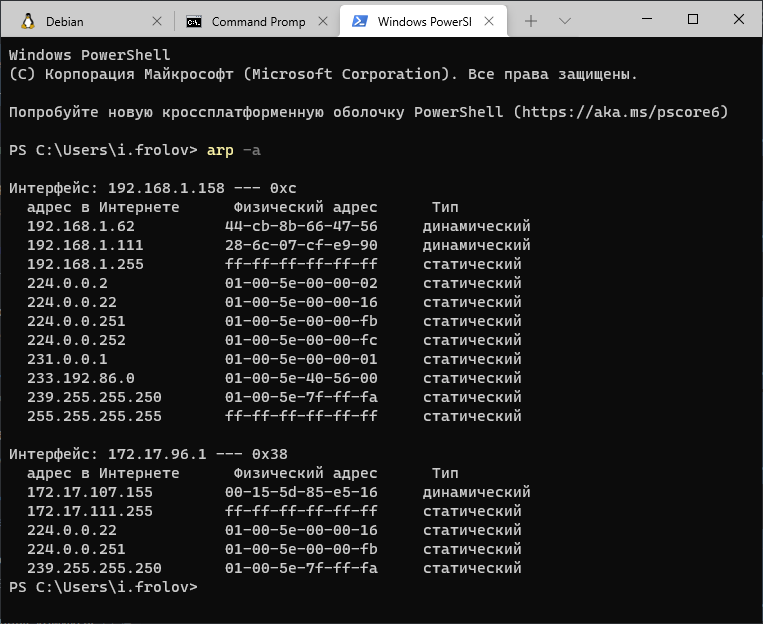 Debian
Command Promp
Windows PowerSl
Windows PowerShell
(C) Корпорация Майкрософт (Microsoft Corporation). Все права защищены.
Попробуйте новую кроссплатформенную оболочку PowerShell (https://aka.ms/pscore6)
PS C:\Users\i.frolov> arp -a
Интерфейс: 192.168.1.158 --- 0xc
адрес в Интернете Физический адрес Тип
192.168.1.62 44-cb-8b-66-47-56 динамический
192.168.1.111 28-6c-07-cf-e9-90 динамический
192.168.1.255 ff-ff-ff-ff-ff-ff статический
224.0.0.2 01-00-5e-00-00-02 статический
224.0.0.22 01-00-5e-00-00-16 статический
224.0.0.251 01-00-5e-00-00-fb статический
224.0.0.252 01-00-5e-00-00-fc статический
231.0.0.1 01-00-5e-00-00-01 статический
233.192.86.0 01-00-5e-40-56-00 статический
239.255.255.250 01-00-5e-7f-ff-fa статический
255.255.255.255 ff-ff-ff-ff-ff-ff статический
Интерфейс: 172.17.96.1 --- 0x38
адрес в Интернете Физический адрес Тип
172.17.107.155 00-15-5d-85-e5-16 динамический
172.17.111.255 ff-ff-ff-ff-ff-ff статический
224.0.0.22 01-00-5e-00-00-16 статический
224.0.0.251 01-00-5e-00-00-fb статический
239.255.255.250 01-00-5e-7f-ff-fa статический
PS C:\Users\i.frolov>